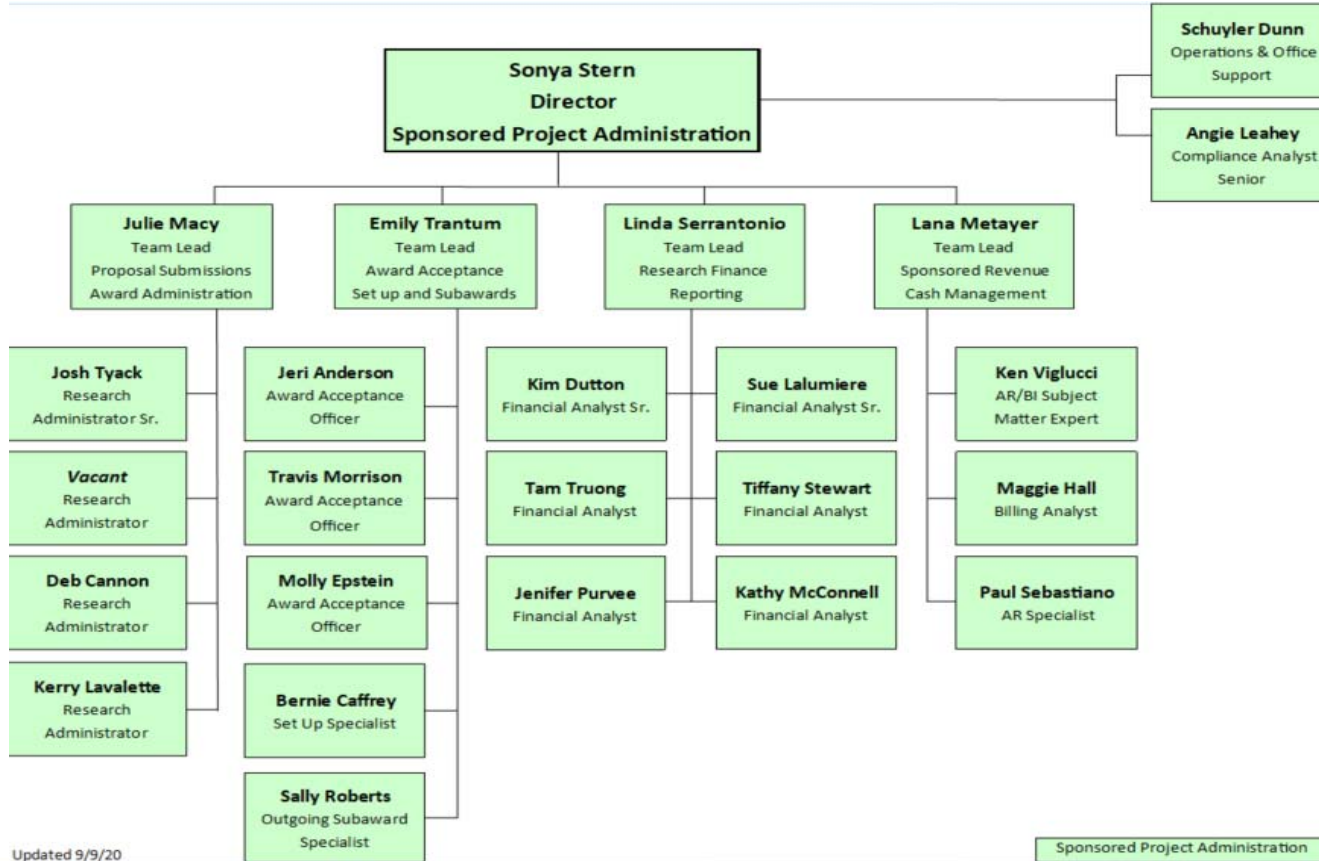 Sonya Stern
Director
Sponsored Project Administration
Schuyler Dunn
Operations & Office
Support
Angie Leahey
Compliance Analyst
Senior
Julie Macy
Team Lead
Proposal Submissions
Award Administration
Emily Trantum
Team Lead
Award Acceptance
Set up and Subawards
Linda Serrantonio
Team Lead
Research Finance
Reporting
Lana Metayer
Team Lead
Sponsored Revenue
Cash Management
Josh Tyack
Research
Administrator Sr.
Vacant
Research
Administrator
Deb Cannon
Research
Administrator
Kerry Lavalette
Research
Administrator
Jeri Anderson
Award Acceptance
Officer
Travis Morrison
Award Acceptance
Officer
Molly Epstein
Award Acceptance
Officer
Bernie Caffrey
Set Up Specialist
Sally Roberts
Outgoing Subaward
Specialist
Kim Dutton
Financial Analyst Sr.
Sue Lalumiere
Financial Analyst Sr.
Tam Truong
Financial Analyst
Tiffany Stewart
Financial Analyst
Jenifer Purvee
Financial Analyst
Kathy McConnell
Financial Analyst
Ken Viglucci
AR/BI Subject
Matter Expert
Maggie Hall
Billing Analyst
Paul Sebastiano
AR Specialist
Updated 9/9/20
Sponsored Project Administration